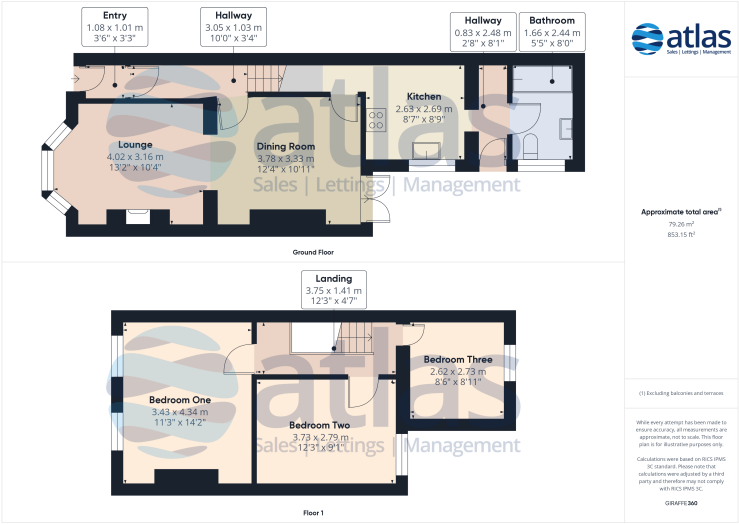 Entry
1.08 x 1.01 m
3'6" x 3'3"
Hallway
3.05 x 1.03 m
10'0" x 3'4"
Hallway
0.83 x 2.48 m
2'8" x 8'1"
Bathroom
1.66 x 2.44 m
5'5" x 8'0"
Kitchen
2.63 x 2.69 m
8'7" x 8'9"
Lounge
4.02 x 3.16 m
13'2" x 10'4"
Dining Room
3.78 x 3.33 m
12'4" x 10'11"
atlas
Sales | Lettings | Management
Ground Floor
Landing
3.75 x 1.41 m
12'3" x 4'7"
Bedroom One
3.43 x 4.34 m
11'3" x 14'2"
Bedroom Two
3.73 x 2.79 m
12'3" x 9'1"
Bedroom Three
2.62 x 2.73 m
8'6" x 8'11"
atlas
Sales | Lettings | Management
Floor 1
atlas
Sales | Lettings | Management
Approximate total area⁽¹⁾
79.26 m²
853.15 ft²
(1) Excluding balconies and terraces
While every attempt has been made to
ensure accuracy, all measurements are
approximate, not to scale. This floor
plan is for illustrative purposes only.
Calculations were based on RICS IPMS
3C standard. Please note that
calculations were adjusted by a third
party and therefore may not comply
with RICS IPMS 3C.
GIRAFFE360